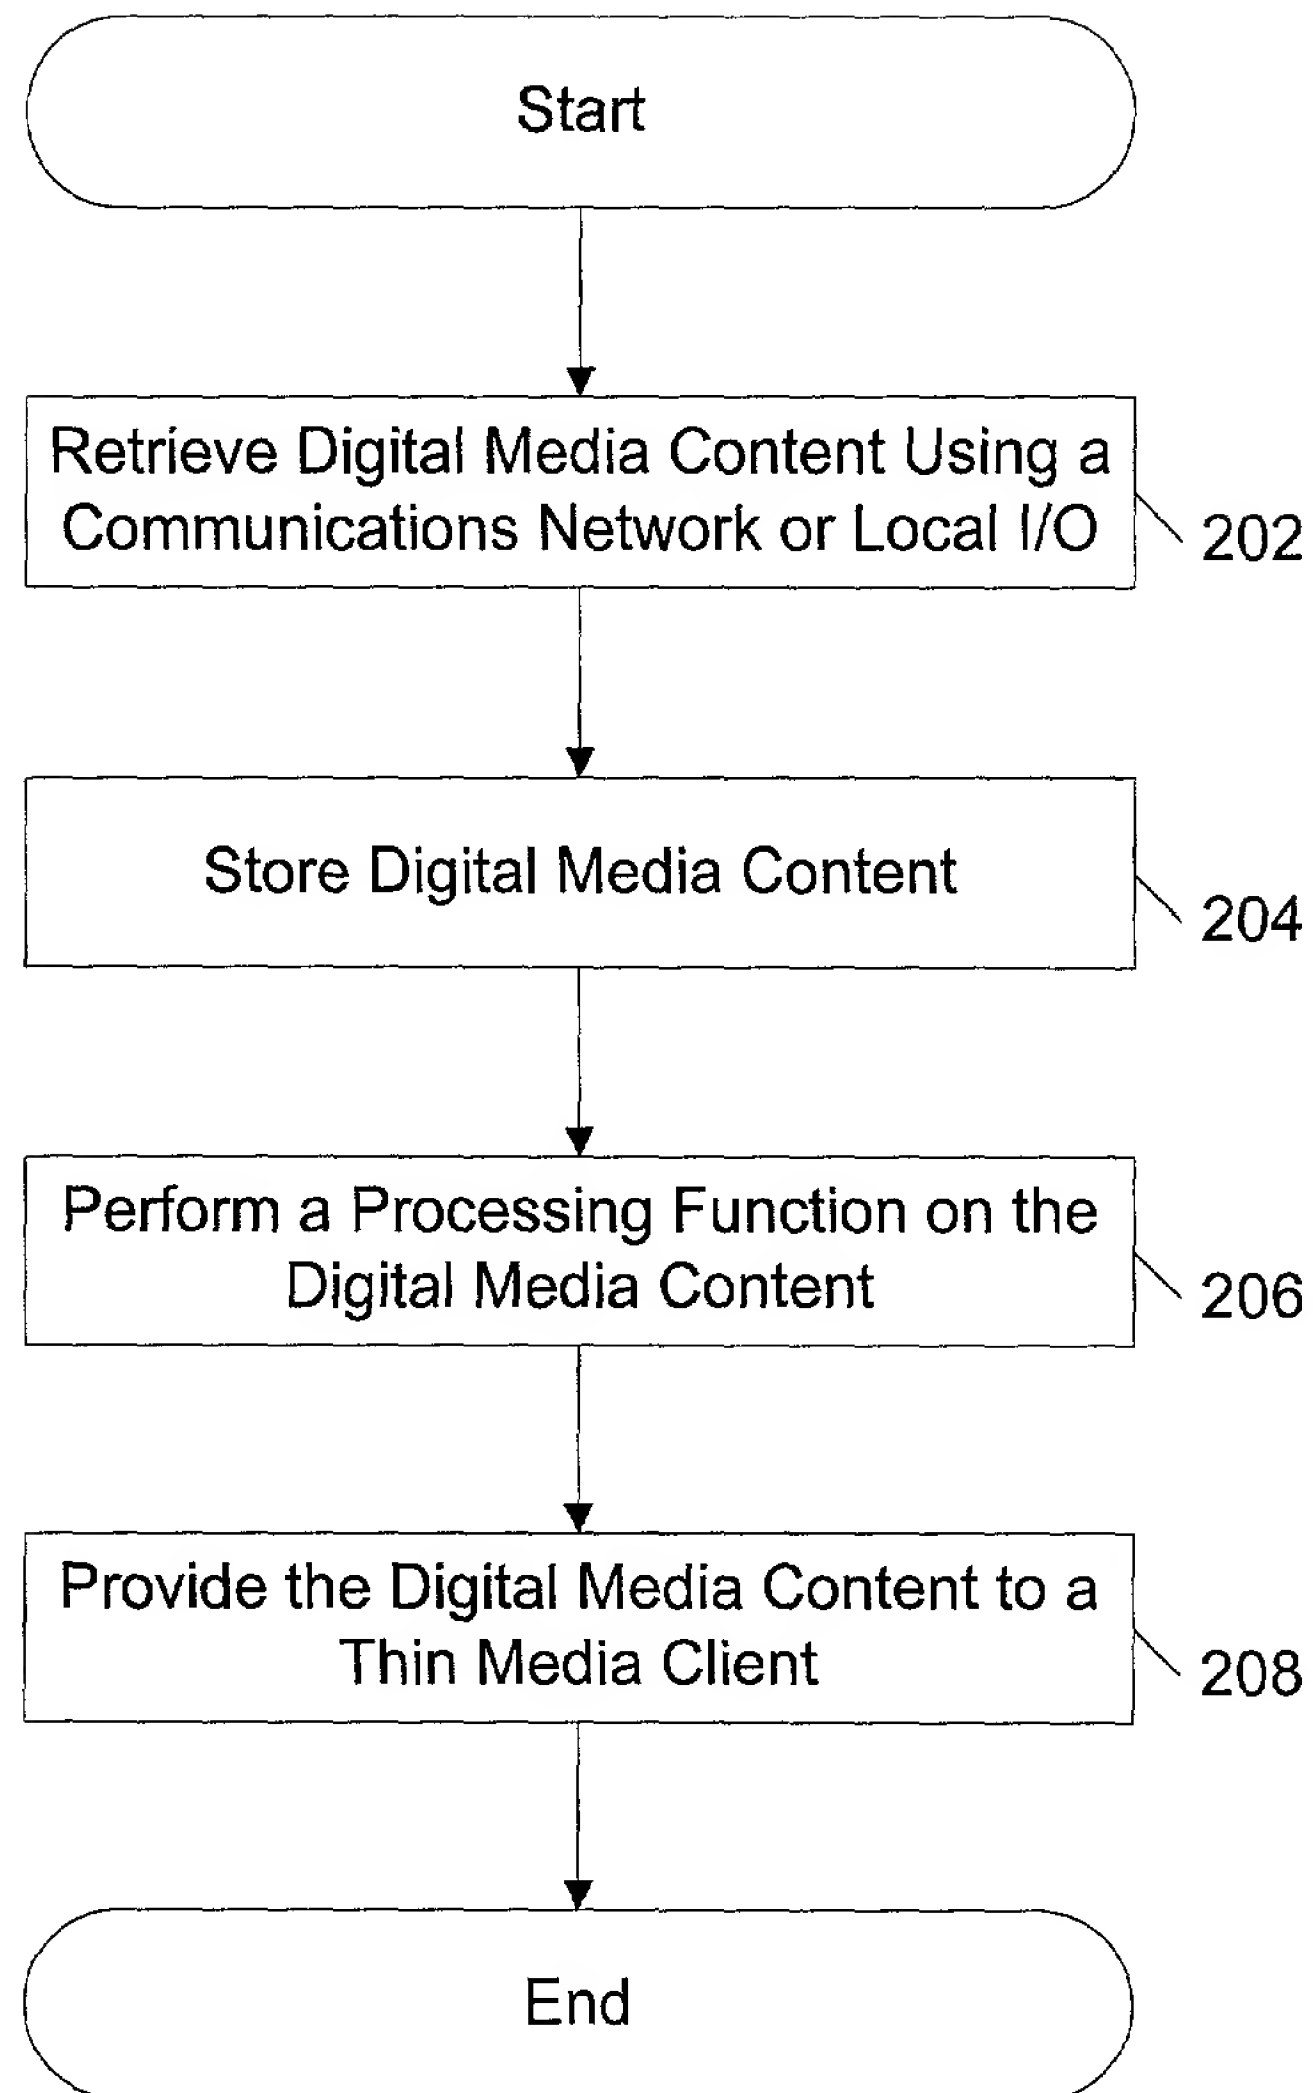 Start
Retrieve Digital Media Content Using a
Communications Network or Local I/O
202
Store Digital Media Content
204
Perform a Processing Function on the
Digital Media Content
206
Provide the Digital Media Content to a
Thin Media Client
208
End